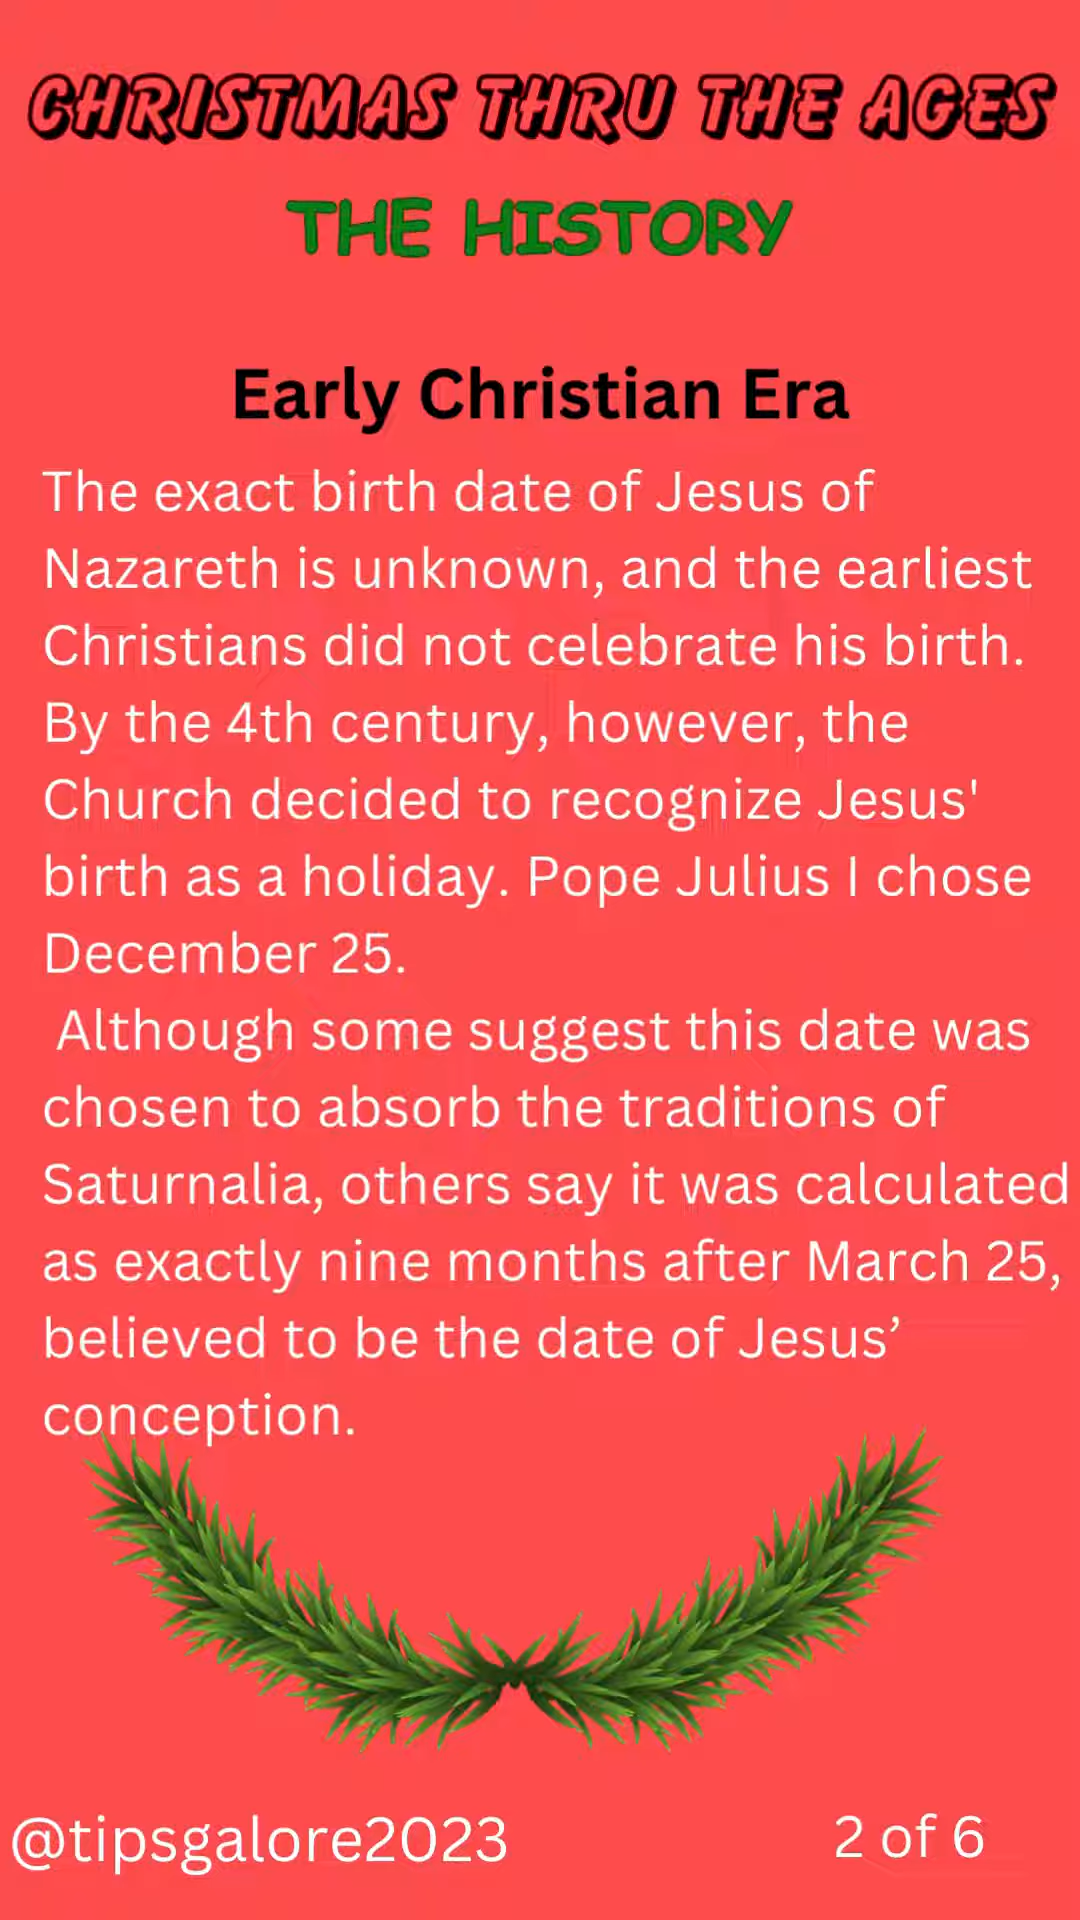 CHRISTMAS THRU THE AGES
THE HISTORY
Early Christian Era
The exact birth date of Jesus of
Nazareth is unknown, and the earliest
Christians did not celebrate his birth.
By the 4th century, however, the
Church decided to recognize Jesus'
birth as a holiday. Pope Julius I chose
December 25.
Although some suggest this date was
chosen to absorb the traditions of
Saturnalia, others say it was calculated
as exactly nine months after March 25,
believed to be the date of Jesus’
conception.
@tipsgalore2023
2 of 6